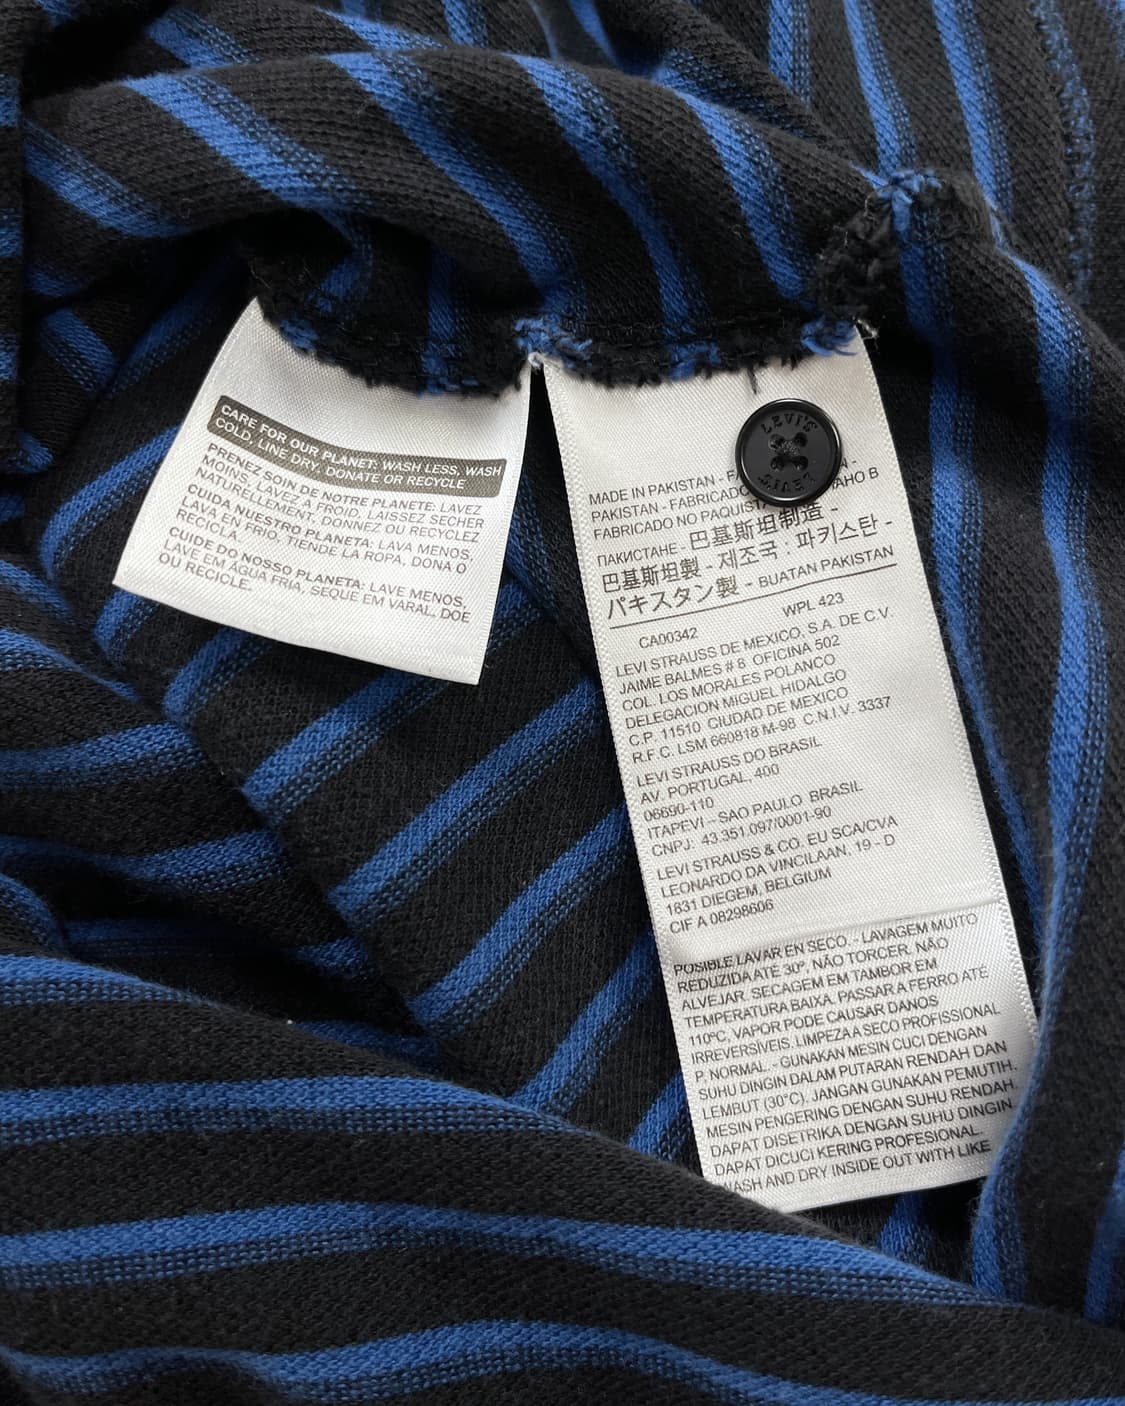 CARE FOR OUR PLANET: WASH LESS, WASH
COLD, LINE DRY, DONATE OR RECYCLE
PRENEZ SOIN DE NOTRE PLANETE: LAVEZ
MOINS, LAVEZ À FROID, LAISSEZ SECHER
NATURELLEMENT, DONNEZ OU RECYCLEZ
CUIDA NUESTRO PLANETA: LAVA MENOS,
LAVA EN FRIO, TIENDE LA ROPA, DONA O
RECICLA.
CUIDE DO NOSSO PLANETA: LAVE MENOS,
LAVE EM ÁGUA FRIA, SEQUE EM VARAL, DOE
OU RECICLE.
LEVI'S
LEVI'S
MADE IN PAKISTAN -
PAKISTAN - FABRICADO B
FABRICADO NO
ПАКИСТАНЕ - 巴基斯坦制造 -
巴基斯坦製 - 제조국 : 파키스탄 -
パキスタン製 - BUATAN PAKISTAN
WPL 423
CA00342
LEVI STRAUSS DE MEXICO, S.A. DE C.V.
JAIME BALMES # 8 OFICINA 502
COL. LOS MORALES POLANCO
DELEGACION MIGUEL HIDALGO
C.P. 11510 CIUDAD DE MEXICO
R.F.C. LSM 660818 M-98 C.N.I.V. 3337
LEVI STRAUSS DO BRASIL
AV. PORTUGAL, 400
06690-110
ITAPEVI - SAO PAULO BRASIL
CNPJ: 43.351.097/0001-90
LEVI STRAUSS & CO. EU SCA/CVA
LEONARDO DA VINCILAAN, 19 - D
1831 DIEGEM, BELGIUM
CIF A 08298606
POSIBLE LAVAR EN SECO. - LAVAGEM MUITO
REDUZIDA ATÉ 30º, NÃO TORCER, NÃO
ALVEJAR. SECAGEM EM TAMBOR EM
TEMPERATURA BAIXA. PASSAR A FERRO ATÉ
110ºC, VAPOR PODE CAUSAR DANOS
IRREVERSÍVEIS. LIMPEZA A SECO PROFISSIONAL
P, NORMAL. - GUNAKAN MESIN CUCI DENGAN
SUHU DINGIN DALAM PUTARAN RENDAH DAN
LEMBUT (30°C). JANGAN GUNAKAN PEMUTIH.
MESIN PENGERING DENGAN SUHU RENDAH.
DAPAT DISETRIKA DENGAN SUHU DINGIN
DAPAT DICUCI KERING PROFESIONAL.
WASH AND DRY INSIDE OUT WITH LIKE